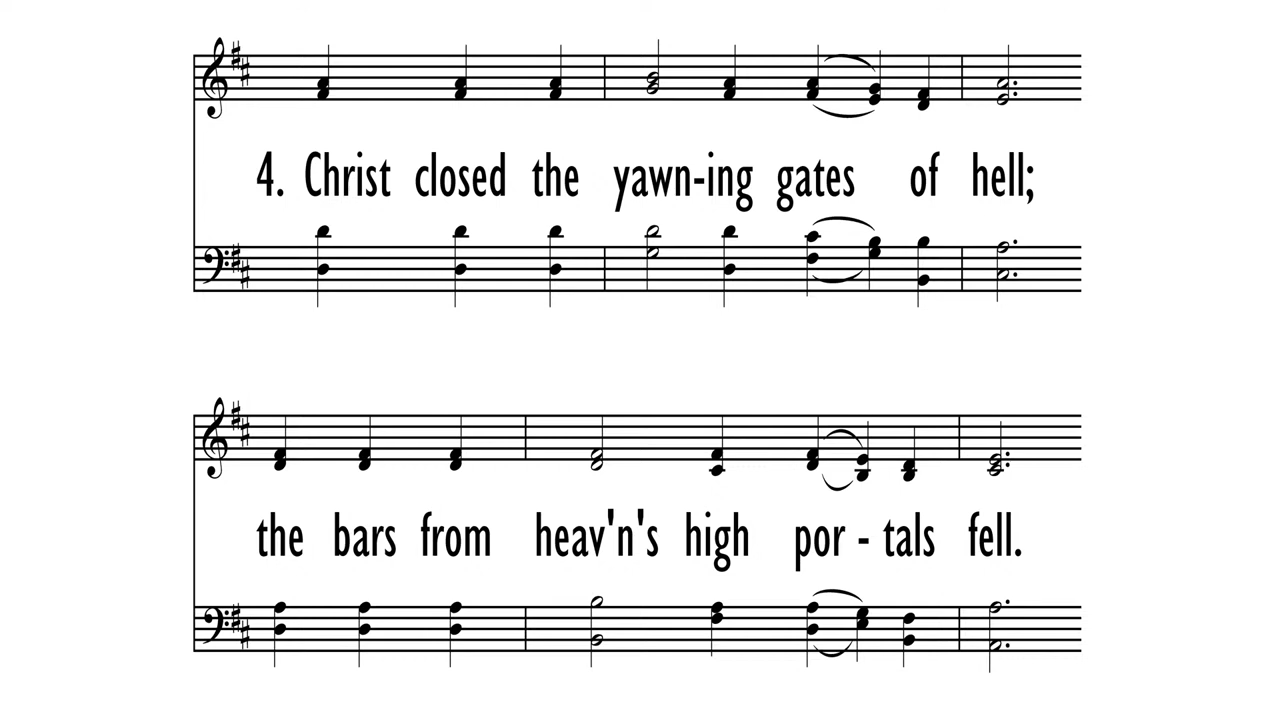 4. Christ closed the yawn-ing gates of hell;
the bars from heav'n's high por - tals fell.